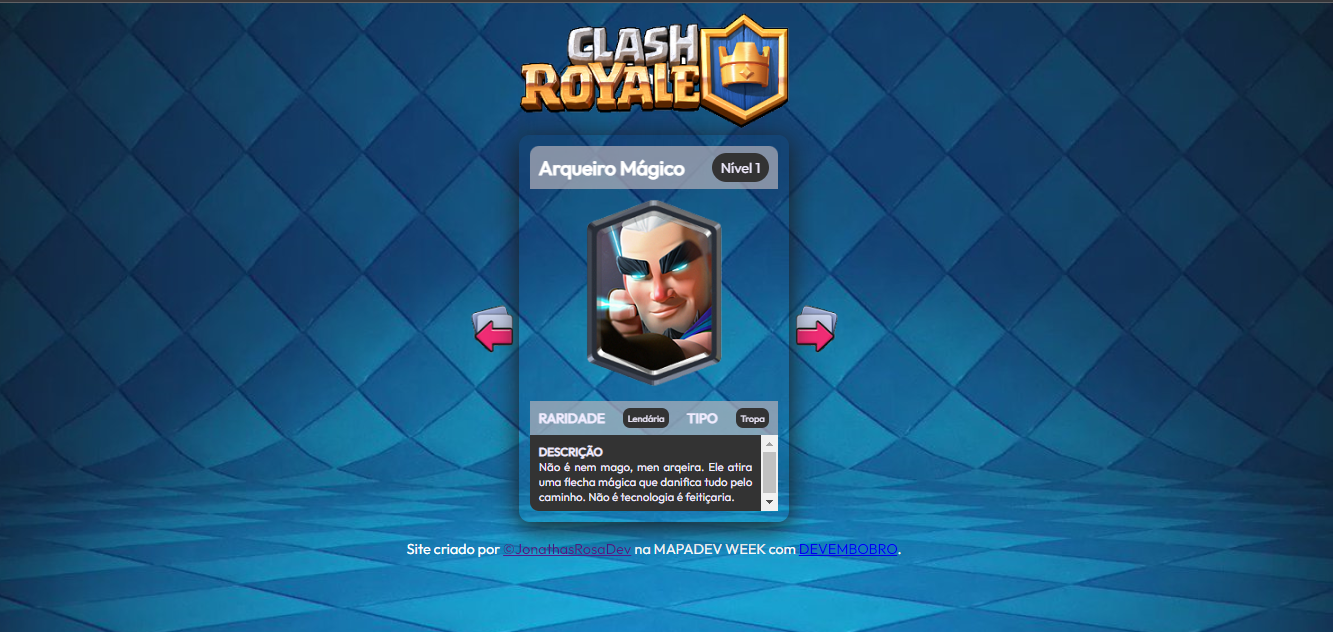 CLASH
ROYALE
Arqueiro Mágico Nível 1
RARIDADE Lendária TIPO Tropa
DESCRIÇÃO
Não é nem mago, men arqeira. Ele atira
uma flecha mágica que danifica tudo pelo
caminho. Não é tecnologia é feitiçaria.
Site criado por ©JonathasRosaDev na MAPADEV WEEK com DEVEMBOBRO.